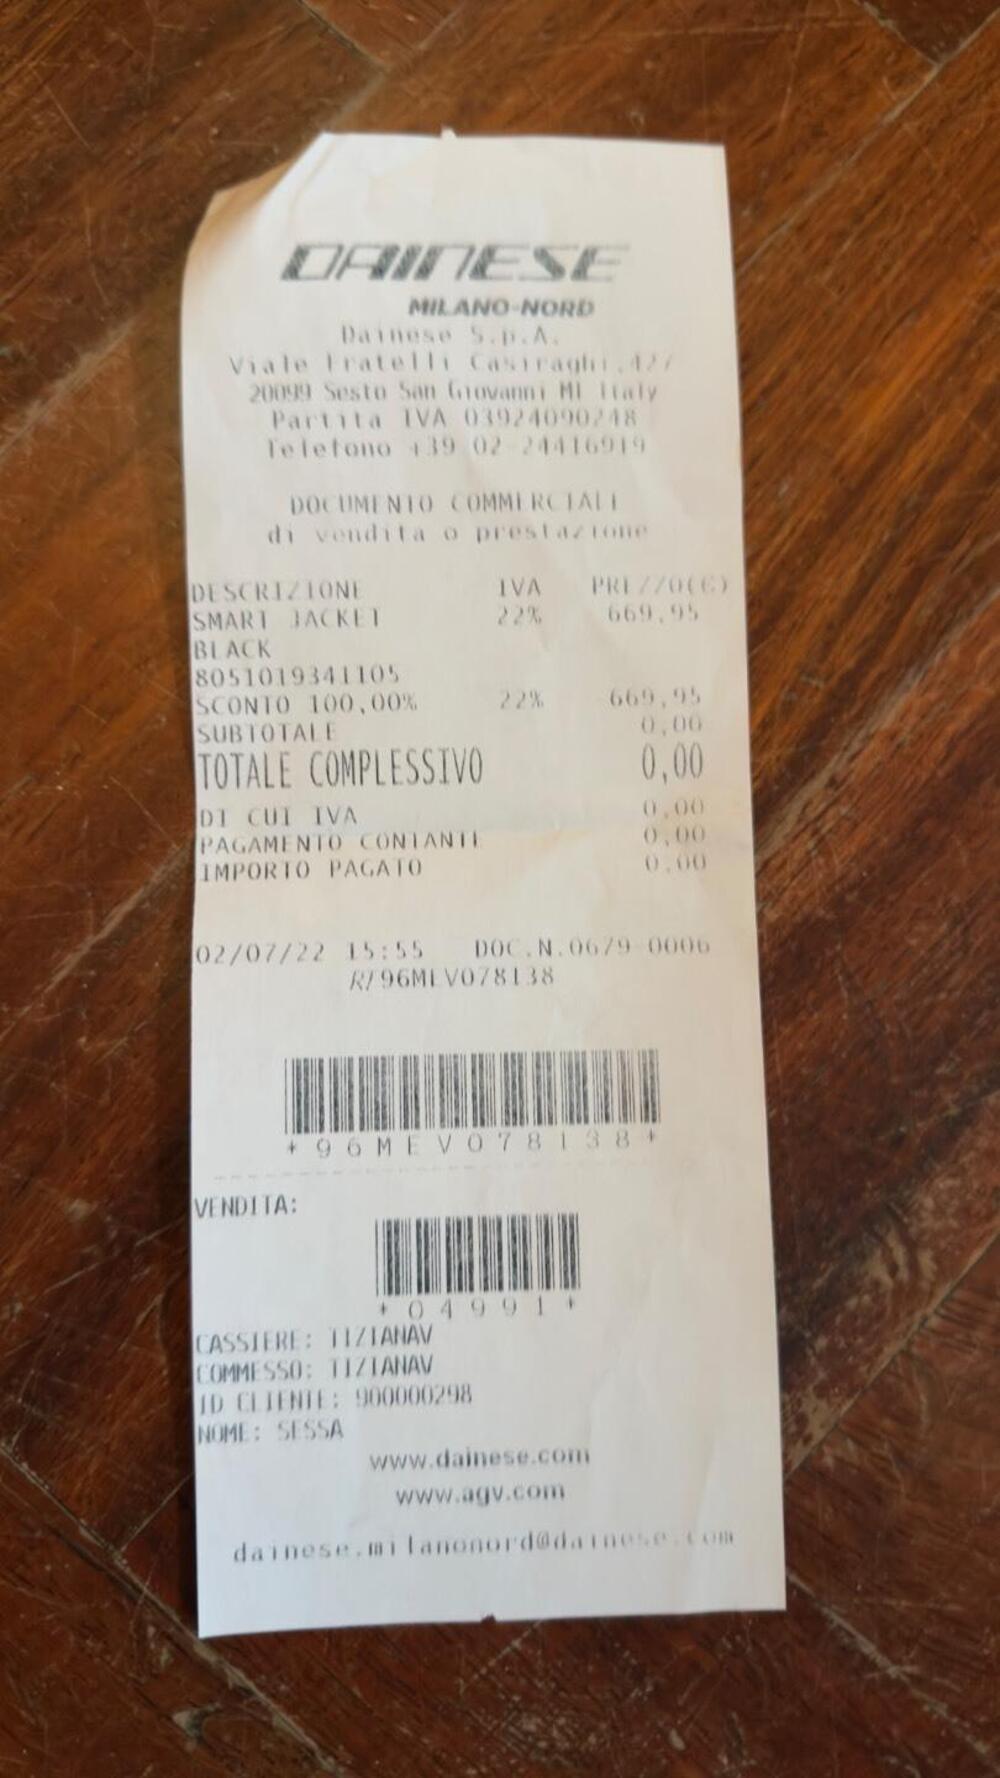 DAINESE
MILANO-NORD
Dainese S.p.A.
Viale Fratelli Casiraghi,427
20099 Sesto San Giovanni MI Italy
Partita IVA 03924090248
Telefono +39 02-24416919
DOCUMENTO COMMERCIALE
di vendita o prestazione
DESCRIZIONE IVA PREZZO(€)
SMART JACKET 22% 669,95
BLACK
8051019341105
SCONTO 100,00% 22% -669,95
SUBTOTALE 0,00
TOTALE COMPLESSIVO 0,00
DI CUI IVA 0,00
PAGAMENTO CONTANTE 0,00
IMPORTO PAGATO 0,00
02/07/22 15:55 DOC.N.0679-0006
RT 96MEV078138
*96MEV078138*
VENDITA:
*04991*
CASSIERE: TIZIANAV
COMMESSO: TIZIANAV
ID CLIENTE: 900000298
NOME: SESSA
www.dainese.com
www.agv.com
dainese.milanonord@dainese.com